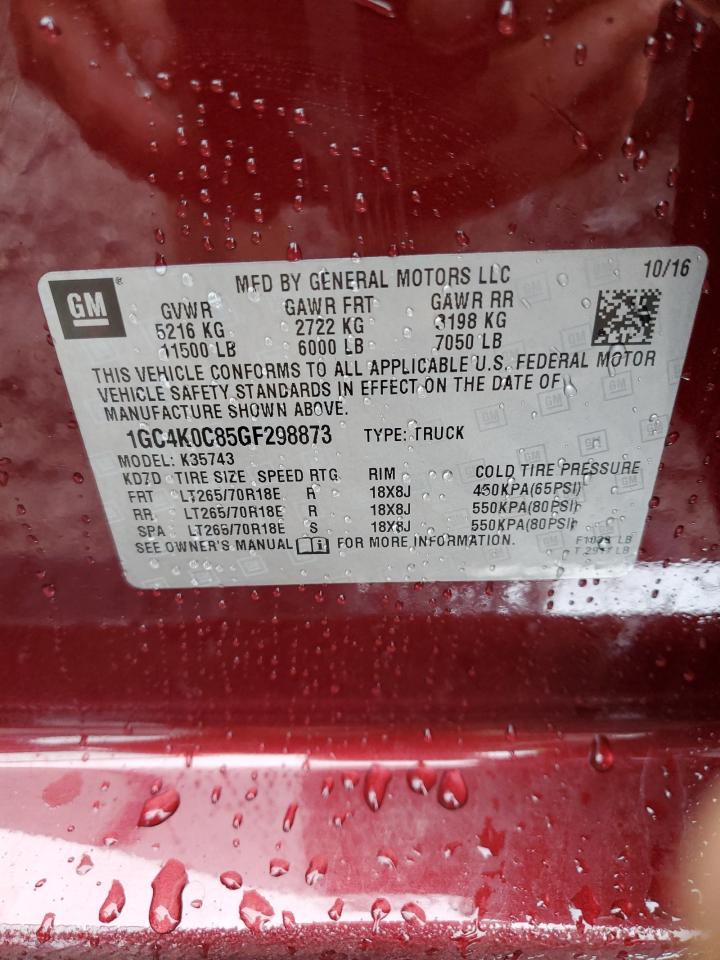 GM ®
MFD BY GENERAL MOTORS LLC 10/16
GVWR GAWR FRT GAWR RR
5216 KG 2722 KG 3198 KG
11500 LB 6000 LB 7050 LB
THIS VEHICLE CONFORMS TO ALL APPLICABLE U.S. FEDERAL MOTOR
VEHICLE SAFETY STANDARDS IN EFFECT ON THE DATE OF
MANUFACTURE SHOWN ABOVE.
1GC4K0C85GF298873 TYPE: TRUCK
MODEL: K35743
KD7D TIRE SIZE SPEED RTG RIM COLD TIRE PRESSURE
FRT LT265/70R18E R 18X8J 450KPA(65PSI)
RR LT265/70R18E R 18X8J 550KPA(80PSI)
SPA LT265/70R18E S 18X8J 550KPA(80PSI)
SEE OWNER'S MANUAL FOR MORE INFORMATION.
LB
LB